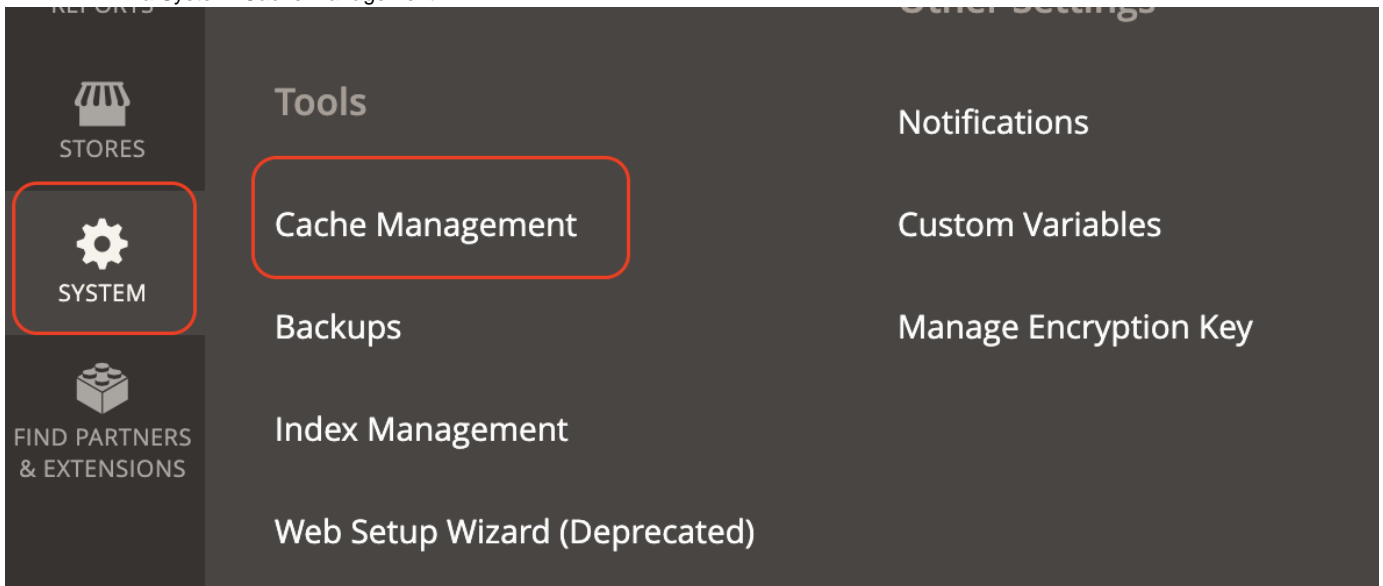 REPORTS
STORES
SYSTEM
FIND PARTNERS
& EXTENSIONS
Tools
Cache Management
Backups
Index Management
Web Setup Wizard (Deprecated)
Other Settings
Notifications
Custom Variables
Manage Encryption Key